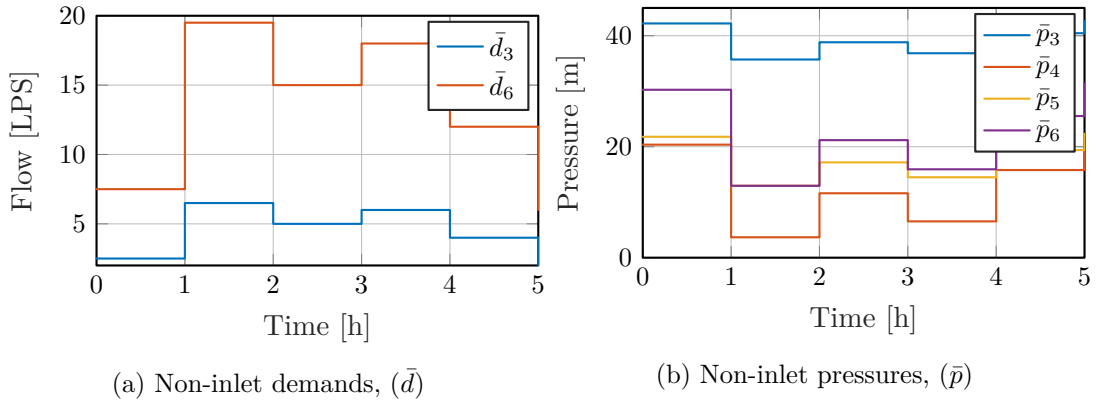 20
15
10
5
0 1 2 3 4 5
Flow [LPS]
Time [h]
d̄₃
d̄₆
(a) Non-inlet demands, (d̄)
40
20
0
0 1 2 3 4 5
Pressure [m]
Time [h]
p̄₃
p̄₄
p̄₅
p̄₆
(b) Non-inlet pressures, (p̄)